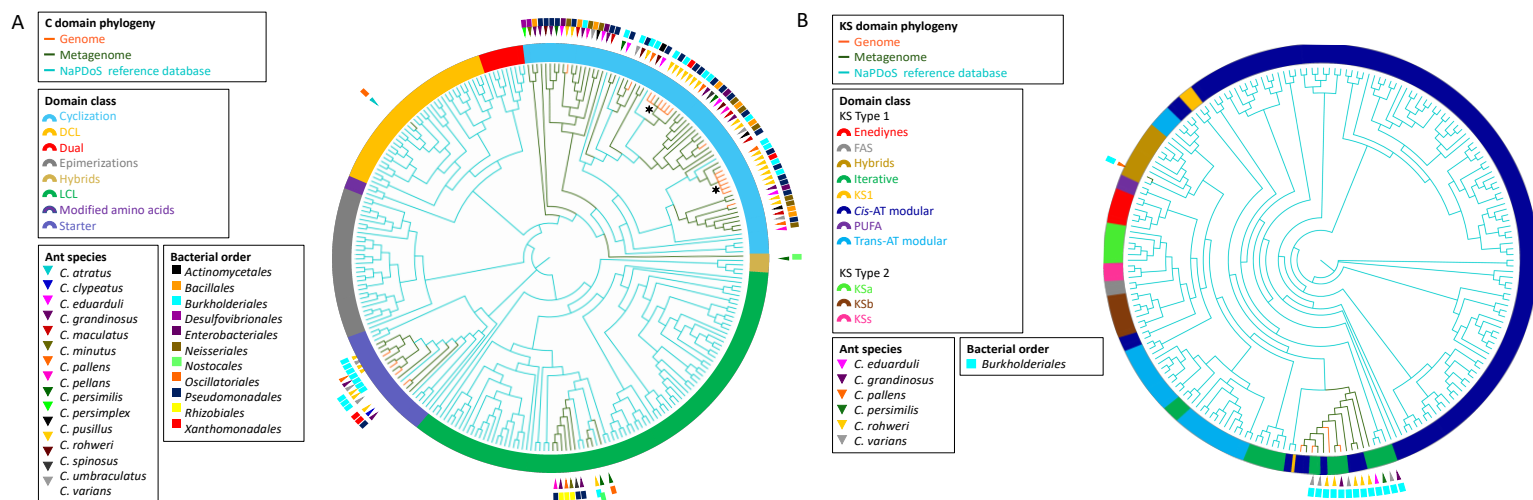 A
C domain phylogeny
Genome
Metagenome
NaPDoS reference database
Domain class
Cyclization
DCL
Dual
Epimerizations
Hybrids
LCL
Modified amino acids
Starter
Ant species
C. atratus
C. clypeatus
C. eduarduli
C. grandinosus
C. maculatus
C. minutus
C. pallens
C. pellans
C. persimilis
C. persimplex
C. pusillus
C. rohweri
C. spinosus
C. umbraculatus
C. varians
Bacterial order
Actinomycetales
Bacillales
Burkholderiales
Desulfovibrionales
Enterobacteriales
Neisseriales
Nostocales
Oscillatoriales
Pseudomonadales
Rhizobiales
Xanthomonadales
*
*
B
KS domain phylogeny
Genome
Metagenome
NaPDoS reference database
Domain class
KS Type 1
Enediynes
FAS
Hybrids
Iterative
KS1
Cis-AT modular
PUFA
Trans-AT modular
KS Type 2
KSa
KSb
KSs
Ant species
C. eduarduli
C. grandinosus
C. pallens
C. persimilis
C. rohweri
C. varians
Bacterial order
Burkholderiales